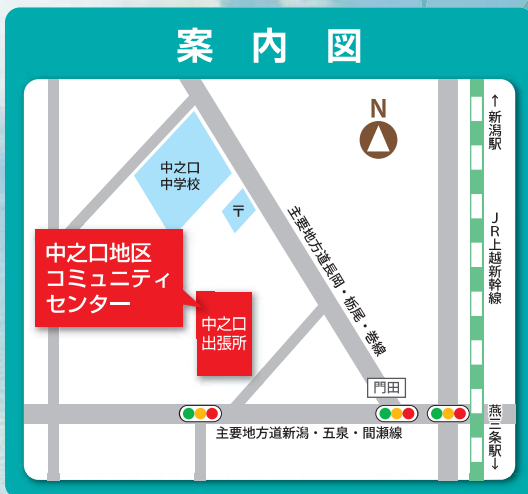 案内図
N
↑新潟駅
中之口
中学校
〒
主要地方道長岡・栃尾・巻線
JR上越新幹線
中之口地区
コミュニティ
センター
中之口
出張所
門田
主要地方道新潟・五泉・間瀬線
燕三条駅↓